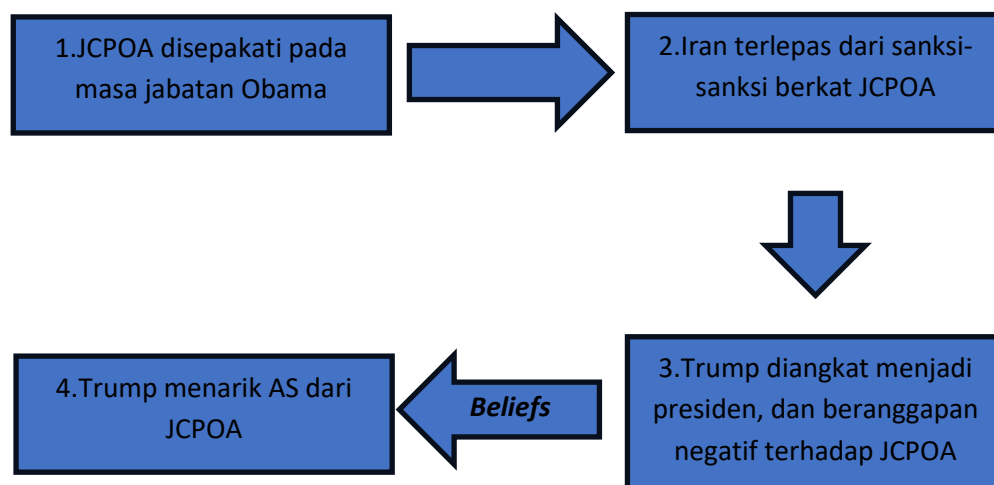 1.JCPOA disepakati pada
masa jabatan Obama
2.Iran terlepas dari sanksi-
sanksi berkat JCPOA
3.Trump diangkat menjadi
presiden, dan beranggapan
negatif terhadap JCPOA
Beliefs
4.Trump menarik AS dari
JCPOA